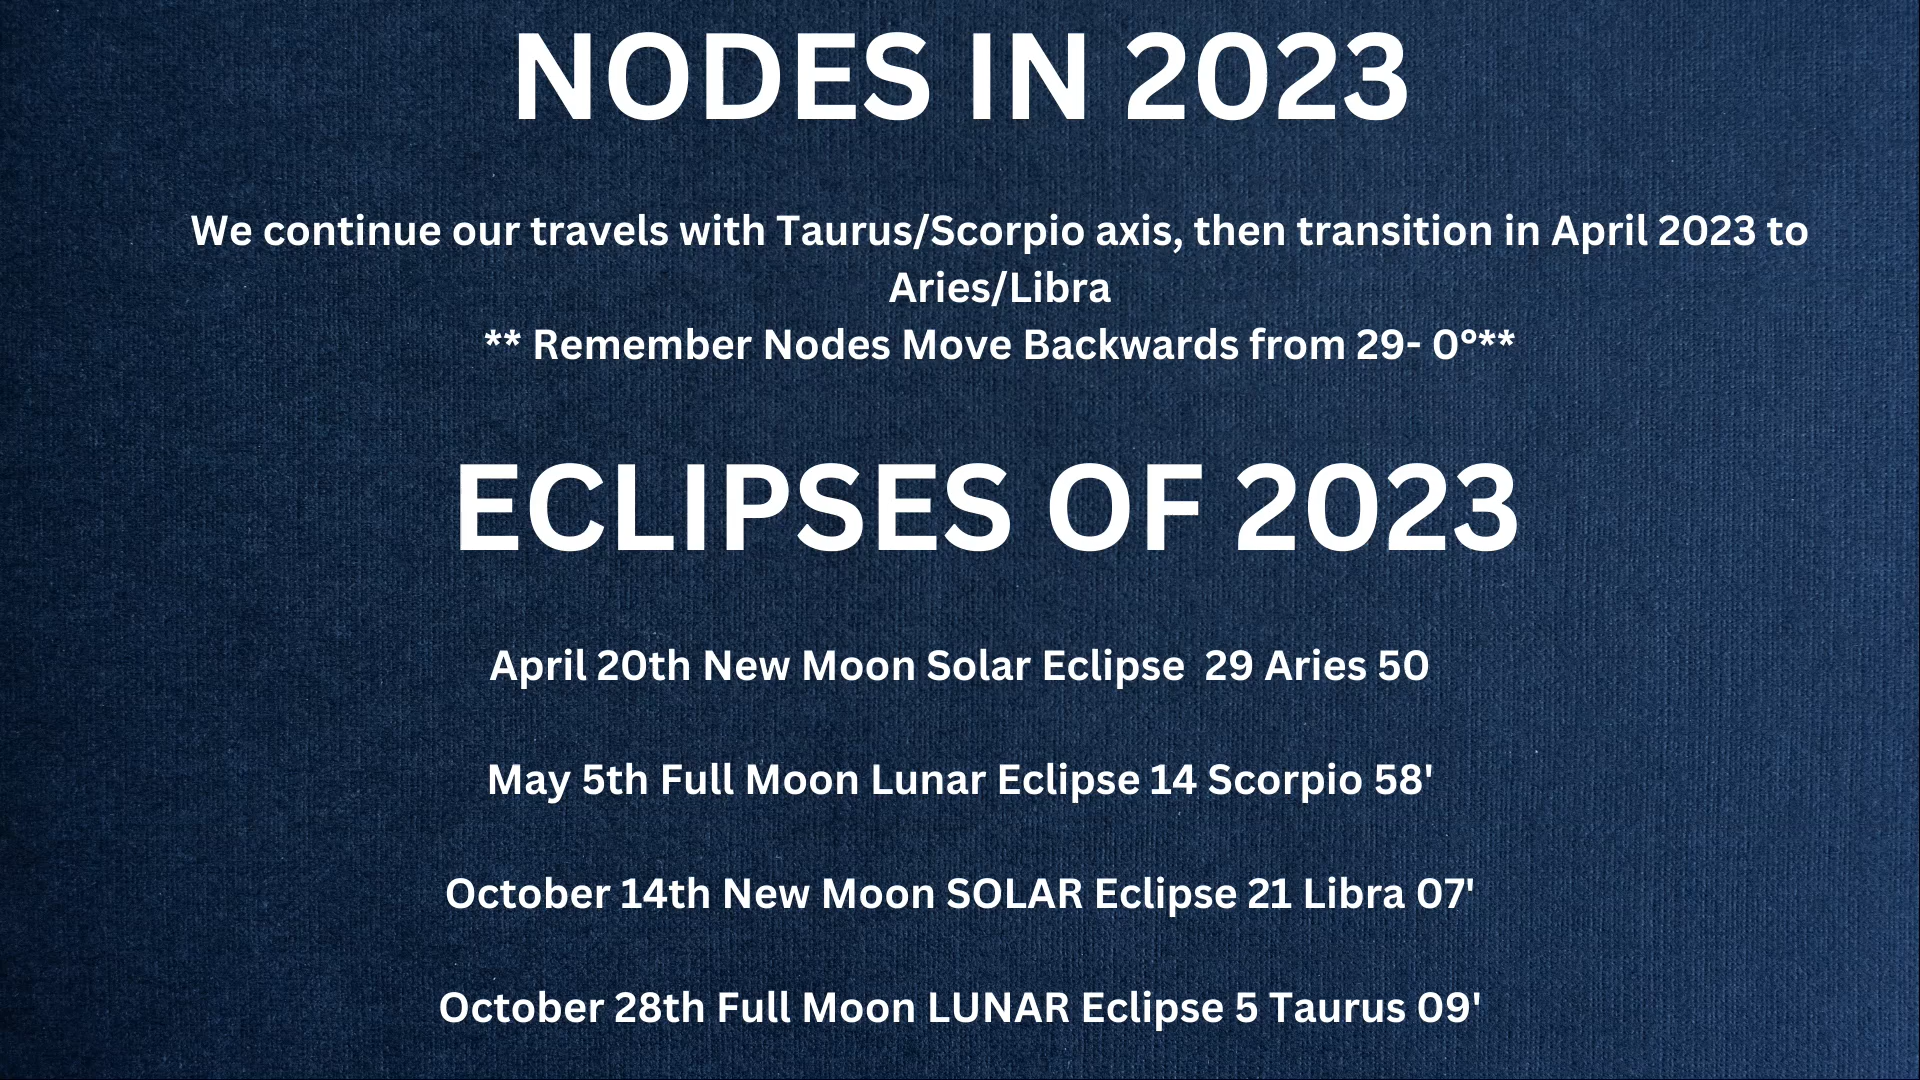 NODES IN 2023
We continue our travels with Taurus/Scorpio axis, then transition in April 2023 to
Aries/Libra
** Remember Nodes Move Backwards from 29- 0°**
ECLIPSES OF 2023
April 20th New Moon Solar Eclipse  29 Aries 50
May 5th Full Moon Lunar Eclipse 14 Scorpio 58'
October 14th New Moon SOLAR Eclipse 21 Libra 07'
October 28th Full Moon LUNAR Eclipse 5 Taurus 09'